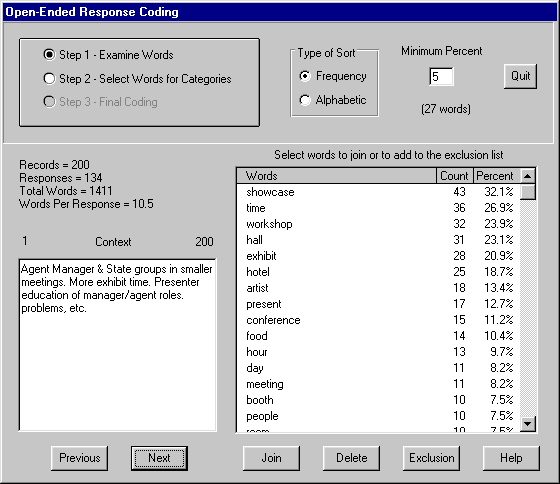 Open-Ended Response Coding
Step 1 - Examine Words
Step 2 - Select Words for Categories
Step 3 - Final Coding
Type of Sort
Frequency
Alphabetic
Minimum Percent
5
(27 words)
Quit
Records = 200
Responses = 134
Total Words = 1411
Words Per Response = 10.5
1 Context 200
Agent Manager & State groups in smaller
meetings. More exhibit time. Presenter
education of manager/agent roles.
problems, etc.
Select words to join or to add to the exclusion list
Words Count Percent
showcase 43 32.1%
time 36 26.9%
workshop 32 23.9%
hall 31 23.1%
exhibit 28 20.9%
hotel 25 18.7%
artist 18 13.4%
present 17 12.7%
conference 15 11.2%
food 14 10.4%
hour 13 9.7%
day 11 8.2%
meeting 11 8.2%
booth 10 7.5%
people 10 7.5%
room 10 7.5%
Previous Next Join Delete Exclusion Help